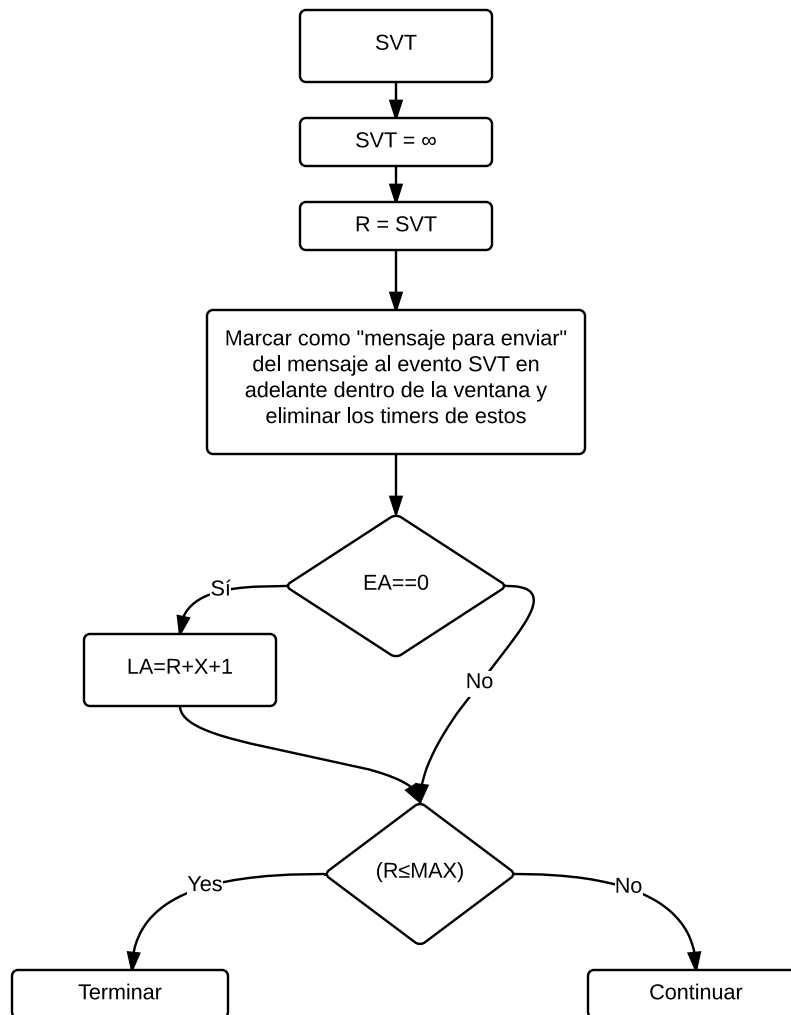 SVT
SVT = ∞
R = SVT
Marcar como "mensaje para enviar"
del mensaje al evento SVT en
adelante dentro de la ventana y
eliminar los timers de estos
EA==0
Sí
LA=R+X+1
No
(R≤MAX)
Yes
No
Terminar
Continuar